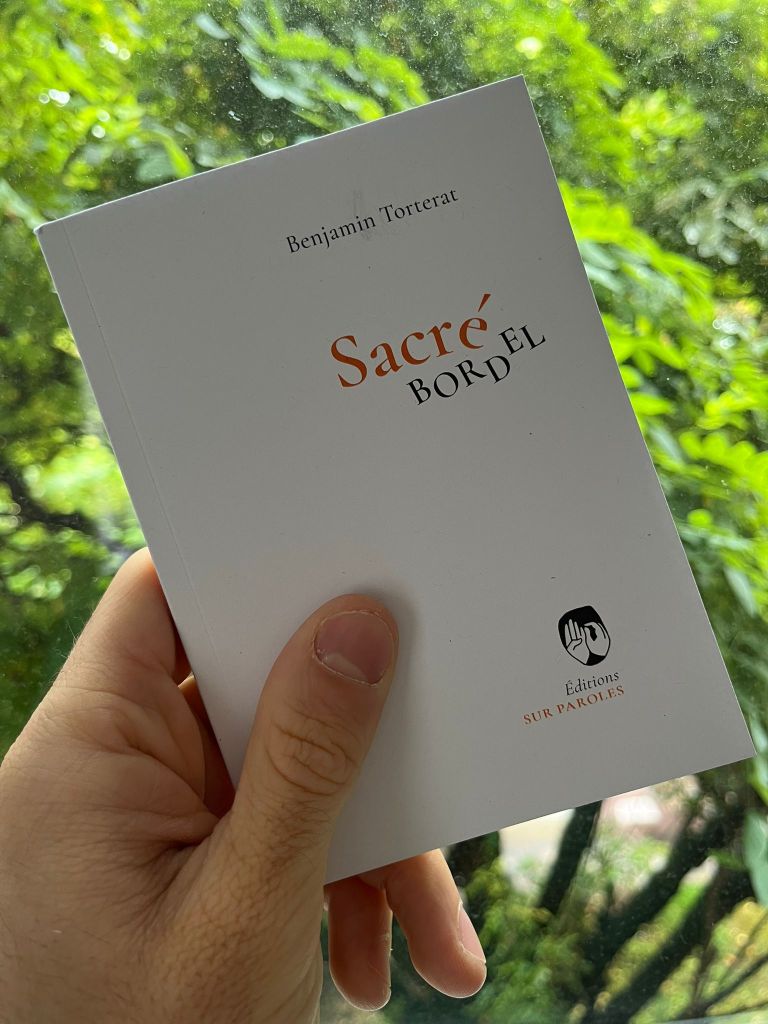 Benjamin Torterat
Sacré
BORDEL
Éditions
SUR PAROLES